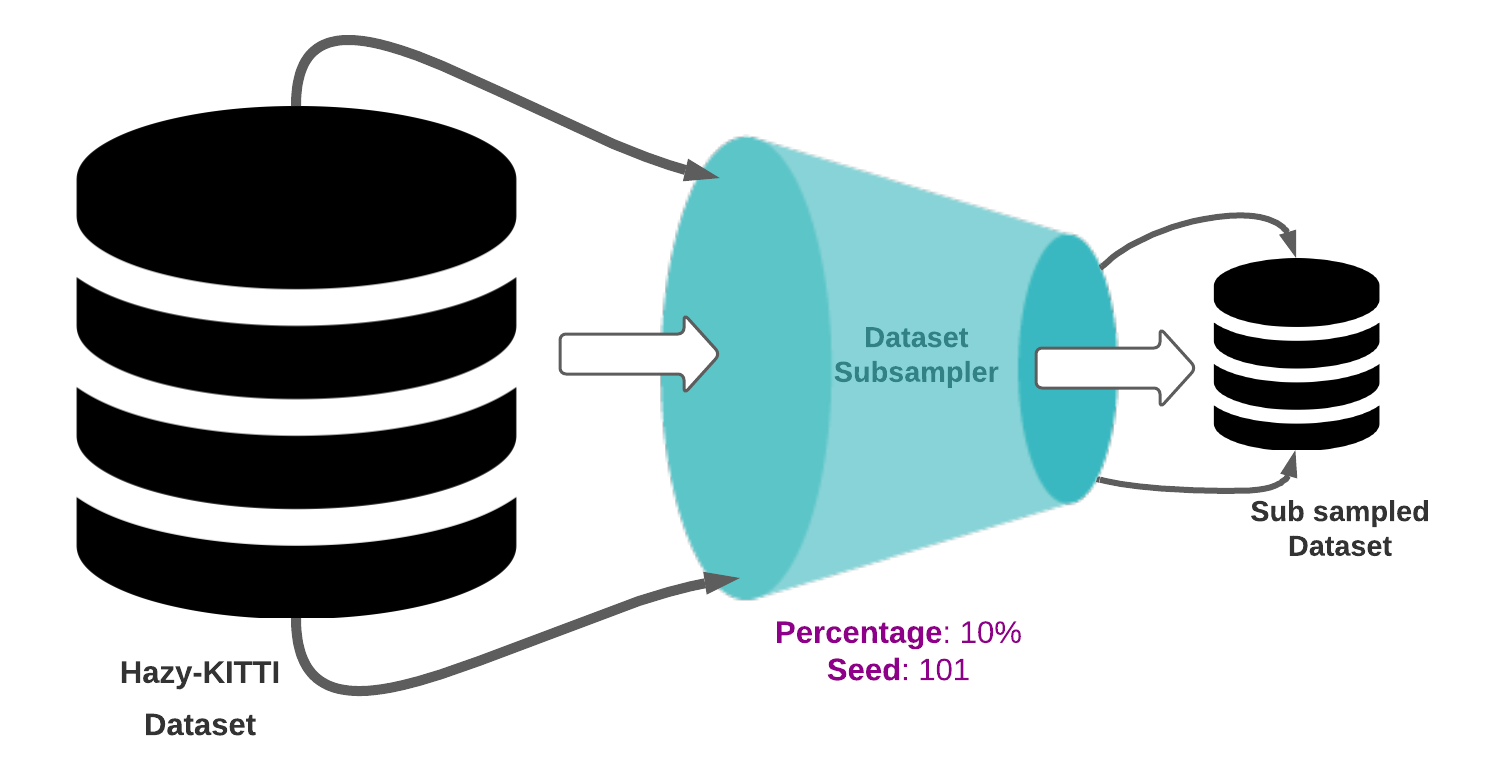 Dataset
Subsampler
Sub sampled
Dataset
Percentage: 10%
Seed: 101
Hazy-KITTI
Dataset